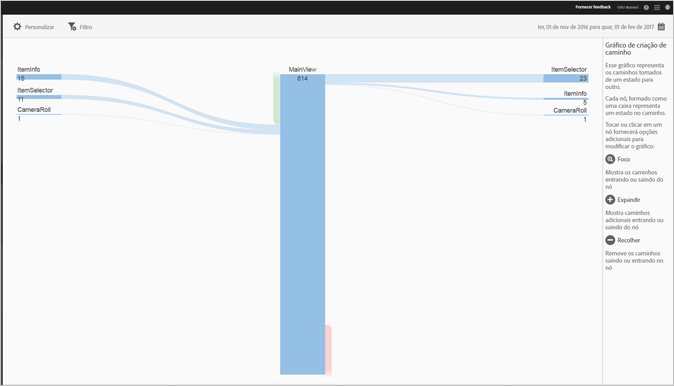 Fornecer feedback
Personalizar
Filtro
ter, 01 de nov de 2016 para quar, 01 de fev de 2017
ItemInfo
15
ItemSelector
11
CameraRoll
1
MainView
614
ItemSelector
23
ItemInfo
5
CameraRoll
1
Gráfico de criação de
caminho
Esse gráfico representa
os caminhos tomados
de um estado para
outro.
Cada nó, formado como
uma caixa representa
um estado no caminho.
Tocar ou clicar em um
nó fornecerá opções
adicionais para
modificar o gráfico:
Foco
Mostra os caminhos
entrando ou saindo do
nó
Expandir
Mostra caminhos
adicionais entrando ou
saindo do nó
Recolher
Remove os caminhos
saindo ou entrando no
nó